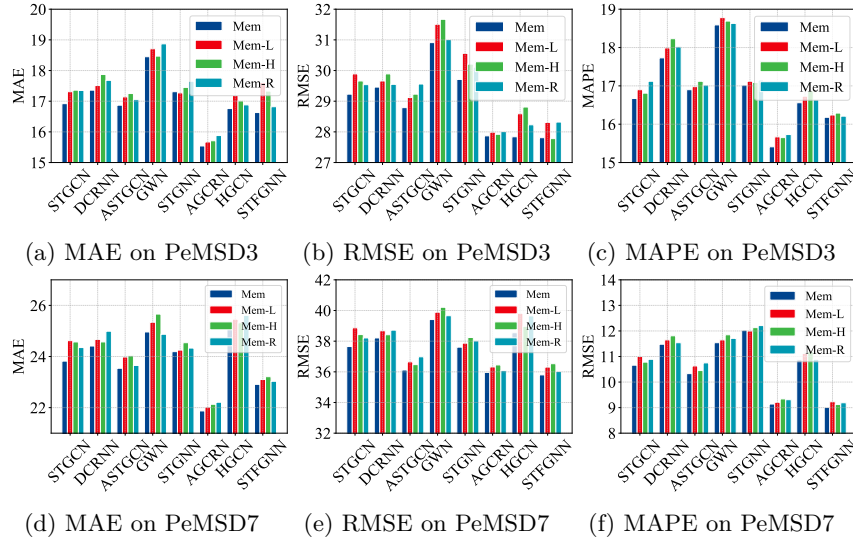 20
19
18
17
16
15
MAE
Mem
Mem-L
Mem-H
Mem-R
STGCN
DCRNN
ASTGCN
GWN
STGNN
AGCRN
HGCN
STFGNN
(a) MAE on PeMSD3
32
31
30
29
28
27
RMSE
Mem
Mem-L
Mem-H
Mem-R
STGCN
DCRNN
ASTGCN
GWN
STGNN
AGCRN
HGCN
STFGNN
(b) RMSE on PeMSD3
19
18
17
16
15
MAPE
Mem
Mem-L
Mem-H
Mem-R
STGCN
DCRNN
ASTGCN
GWN
STGNN
AGCRN
HGCN
STFGNN
(c) MAPE on PeMSD3
26
24
22
MAE
Mem
Mem-L
Mem-H
Mem-R
STGCN
DCRNN
ASTGCN
GWN
STGNN
AGCRN
HGCN
STFGNN
(d) MAE on PeMSD7
42
40
38
36
34
32
RMSE
Mem
Mem-L
Mem-H
Mem-R
STGCN
DCRNN
ASTGCN
GWN
STGNN
AGCRN
HGCN
STFGNN
(e) RMSE on PeMSD7
14
13
12
11
10
9
8
RMSE
Mem
Mem-L
Mem-H
Mem-R
STGCN
DCRNN
ASTGCN
GWN
STGNN
AGCRN
HGCN
STFGNN
(f) MAPE on PeMSD7